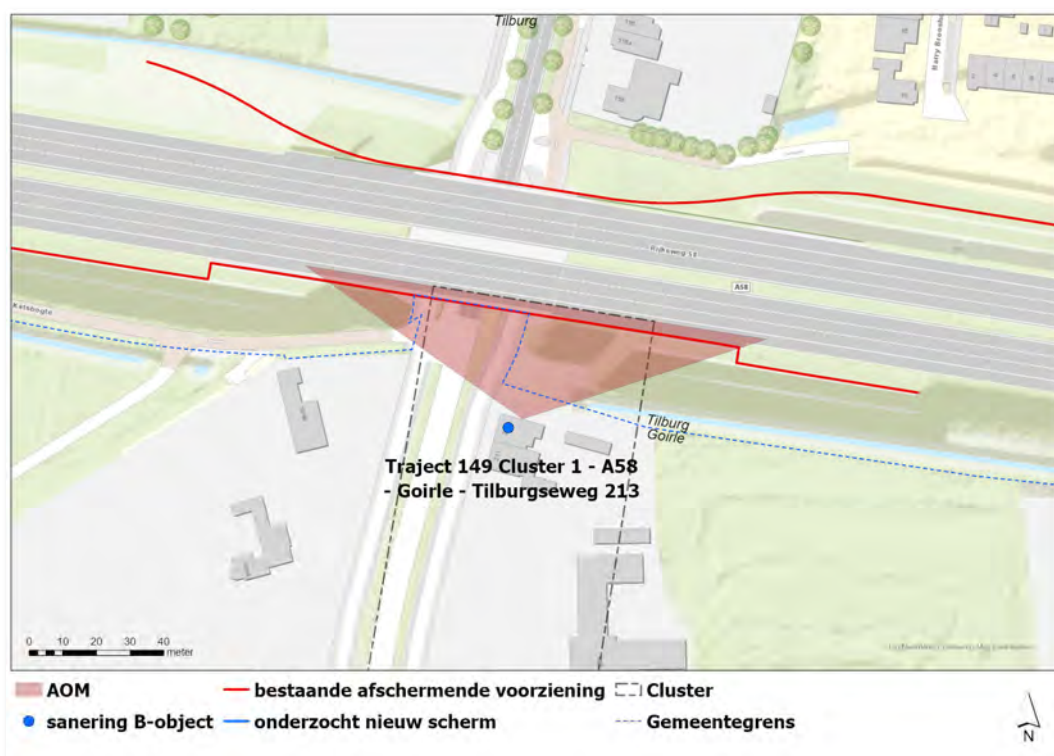 Tilburg
Rijksweg 58
A58
Katsbogte
Tilburg
Goirle
Traject 149 Cluster 1 - A58
- Goirle - Tilburgseweg 213
0 10 20 30 40
meter
AOM
bestaande afschermende voorziening
Cluster
sanering B-object
onderzocht nieuw scherm
Gemeentegrens
N